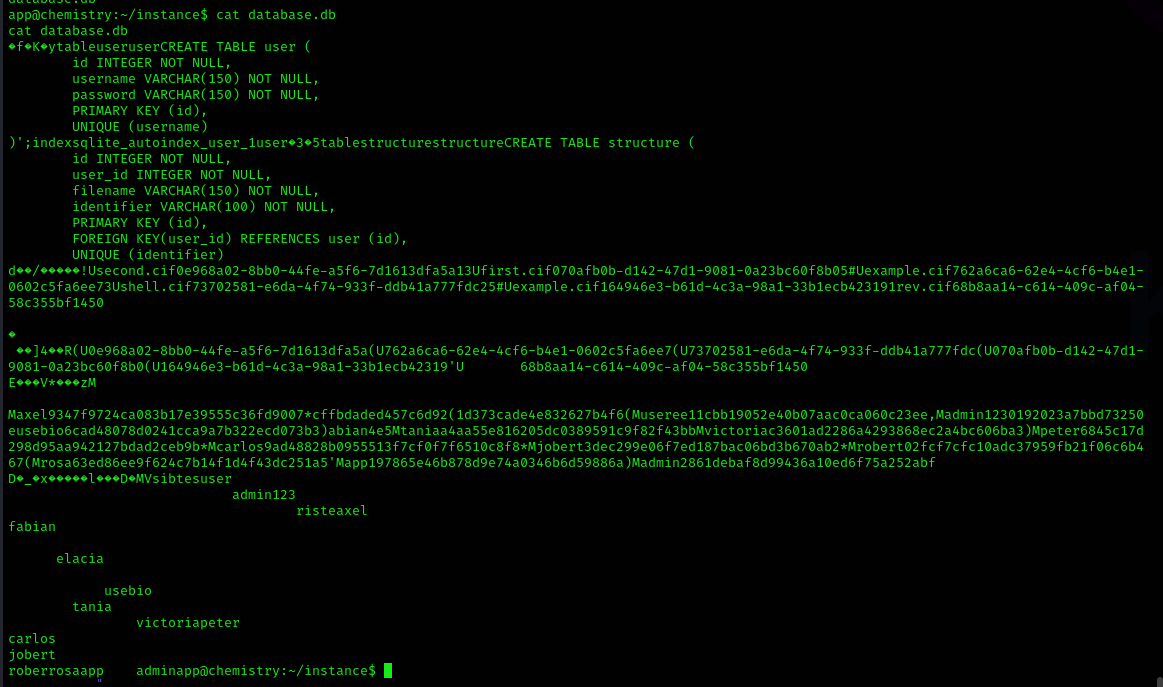 database.db
app@chemistry:~/instance$ cat database.db
cat database.db
�f�K�ytableuseruserCREATE TABLE user (
        id INTEGER NOT NULL,
        username VARCHAR(150) NOT NULL,
        password VARCHAR(150) NOT NULL,
        PRIMARY KEY (id),
        UNIQUE (username)
)';indexsqlite_autoindex_user_1user�3�5tablestructurestructureCREATE TABLE structure (
        id INTEGER NOT NULL,
        user_id INTEGER NOT NULL,
        filename VARCHAR(150) NOT NULL,
        identifier VARCHAR(100) NOT NULL,
        PRIMARY KEY (id),
        FOREIGN KEY(user_id) REFERENCES user (id),
        UNIQUE (identifier)
d��/�����!Usecond.cif0e968a02-8bb0-44fe-a5f6-7d1613dfa5a13Ufirst.cif070afb0b-d142-47d1-9081-0a23bc60f8b05#Uexample.cif762a6ca6-62e4-4cf6-b4e1-
0602c5fa6ee73Ushell.cif73702581-e6da-4f74-933f-ddb41a777fdc25#Uexample.cif164946e3-b61d-4c3a-98a1-33b1ecb423191rev.cif68b8aa14-c614-409c-af04-
58c355bf1450
�
 ��]4��R(U0e968a02-8bb0-44fe-a5f6-7d1613dfa5a(U762a6ca6-62e4-4cf6-b4e1-0602c5fa6ee7(U73702581-e6da-4f74-933f-ddb41a777fdc(U070afb0b-d142-47d1-
9081-0a23bc60f8b0(U164946e3-b61d-4c3a-98a1-33b1ecb42319'U       68b8aa14-c614-409c-af04-58c355bf1450
E���V*���zM
Maxel9347f9724ca083b17e39555c36fd9007*cffbdaded457c6d92(1d373cade4e832627b4f6(Museree11cbb19052e40b07aac0ca060c23ee,Madmin1230192023a7bbd73250
eusebio6cad48078d0241cca9a7b322ecd073b3)abian4e5Mtaniaa4aa55e816205dc0389591c9f82f43bbMvictoriac3601ad2286a4293868ec2a4bc606ba3)Mpeter6845c17d
298d95aa942127bdad2ceb9b*Mcarlos9ad48828b0955513f7cf0f7f6510c8f8*Mjobert3dec299e06f7ed187bac06bd3b670ab2*Mrobert02fcf7cfc10adc37959fb21f06c6b4
67(Mrosa63ed86ee9f624c7b14f1d4f43dc251a5'Mapp197865e46b878d9e74a0346b6d59886a)Madmin2861debaf8d99436a10ed6f75a252abf
D�_�x�����l���D�MVsibtesuser
                            admin123
                                    risteaxel
fabian
      elacia
            usebio
        tania
                victoriapeter
carlos
jobert
roberrosaapp    adminapp@chemistry:~/instance$